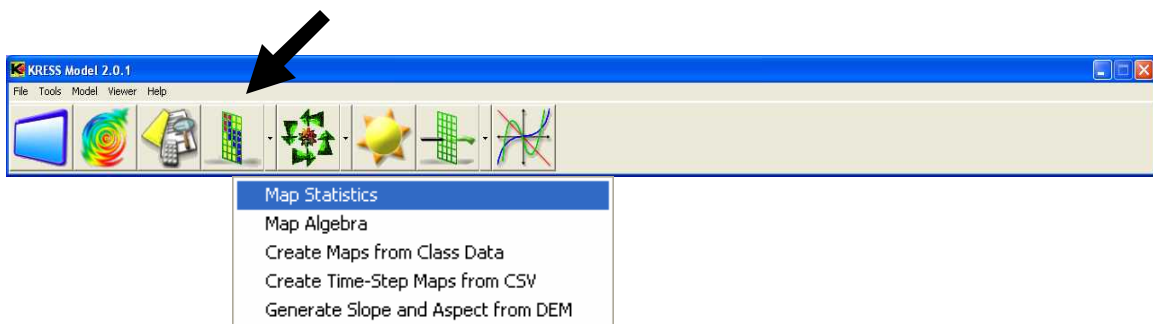 KRESS Model 2.0.1
File Tools Model Viewer Help
Map Statistics
Map Algebra
Create Maps from Class Data
Create Time-Step Maps from CSV
Generate Slope and Aspect from DEM